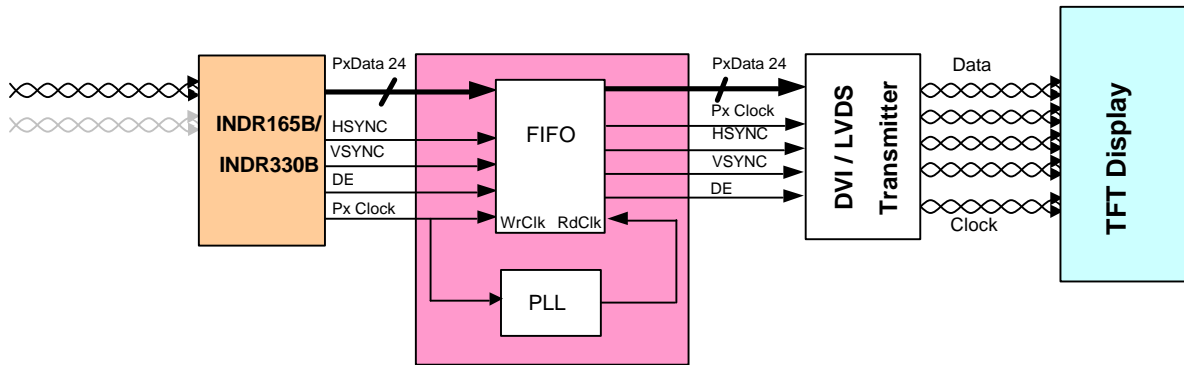 INDR165B/
INDR330B
PxData 24
HSYNC
VSYNC
DE
Px Clock
FIFO
WrClk RdClk
PLL
PxData 24
Px Clock
HSYNC
VSYNC
DE
DVI / LVDS
Transmitter
Data
Clock
TFT Display